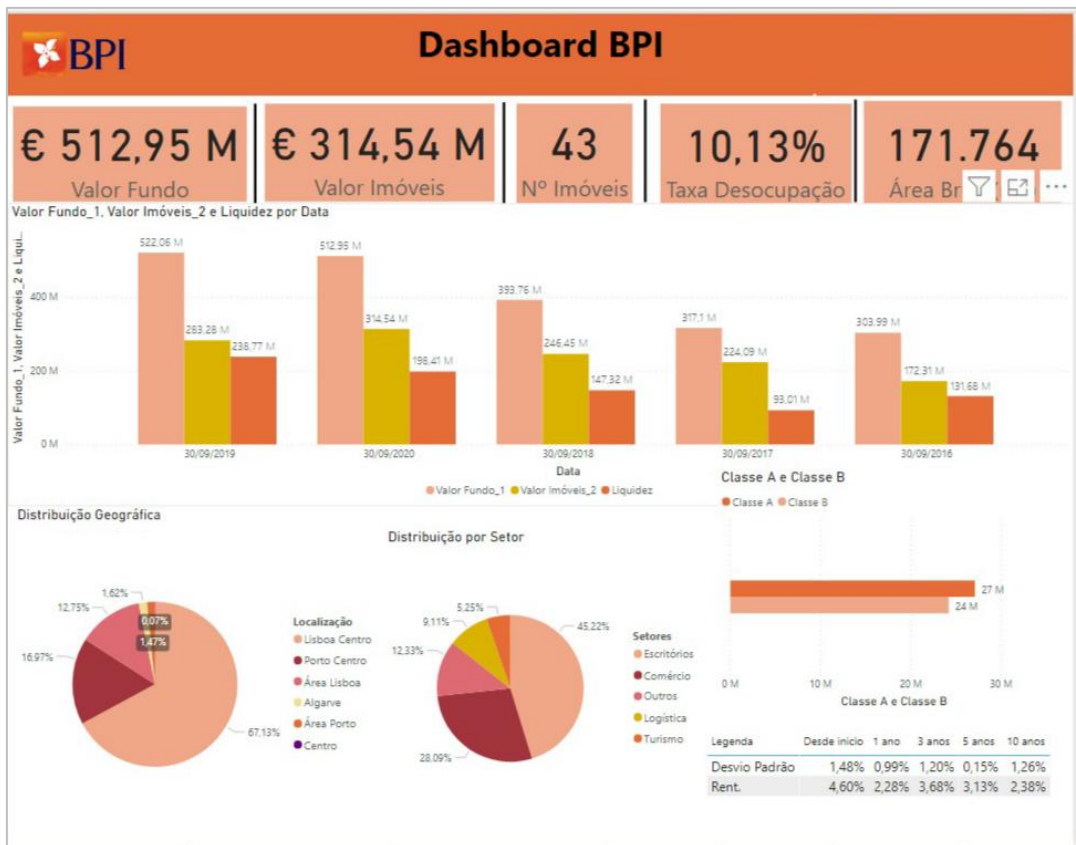 BPI
Dashboard BPI
€ 512,95 M
Valor Fundo
€ 314,54 M
Valor Imóveis
43
Nº Imóveis
10,13%
Taxa Desocupação
171.764
Área Br
Valor Fundo_1, Valor Imóveis_2 e Liquidez por Data
Valor Fundo_1, Valor Imóveis_2 e Liqui...
400 M
200 M
0 M
522,06 M
283,28 M
238,77 M
512,95 M
314,54 M
198,41 M
393,76 M
246,45 M
147,32 M
317,1 M
224,09 M
93,01 M
303,99 M
172,31 M
131,68 M
30/09/2019
30/09/2020
30/09/2018
30/09/2017
30/09/2016
Data
Valor Fundo_1 Valor Imóveis_2 Liquidez
Distribuição Geográfica
1,62%
12,75%
0,07%
1,47%
16,97%
67,13%
Localização
Lisboa Centro
Porto Centro
Área Lisboa
Algarve
Área Porto
Centro
Distribuição por Setor
5,25%
9,11%
12,33%
45,22%
28,09%
Setores
Escritórios
Comércio
Outros
Logística
Turismo
Classe A e Classe B
Classe A Classe B
27 M
24 M
0 M 10 M 20 M 30 M
Classe A e Classe B
Legenda Desde inicio 1 ano 3 anos 5 anos 10 anos
Desvio Padrão 1,48% 0,99% 1,20% 0,15% 1,26%
Rent. 4,60% 2,28% 3,68% 3,13% 2,38%